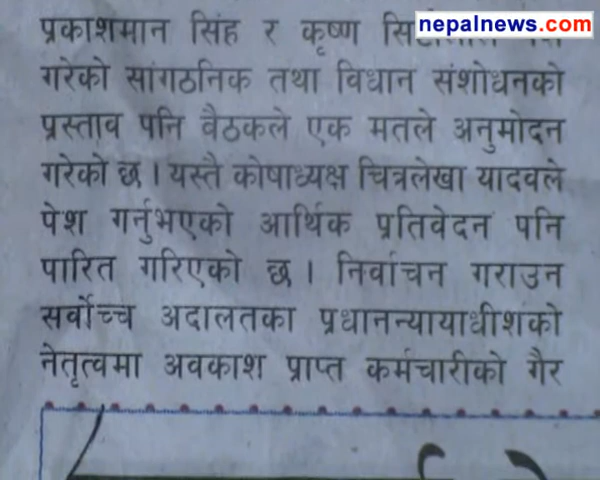 nepalnews.com
प्रकाशमान सिंह र कृष्ण
गरेको सांगठनिक तथा विधान संशोधनको
प्रस्ताव पनि वैठकले एक मतले अनुमोदन
गरेको छ । यस्तै कोषाध्यक्ष चित्रलेखा यादवले
पेश गर्नुभएको आर्थिक प्रतिवेदन पनि
पारित गरिएको छ । निर्वाचन गराउन
सर्वोच्च अदालतका प्रधानन्यायाधीशको
नेतृत्वमा अवकाश प्राप्त कर्मचारीको गैर